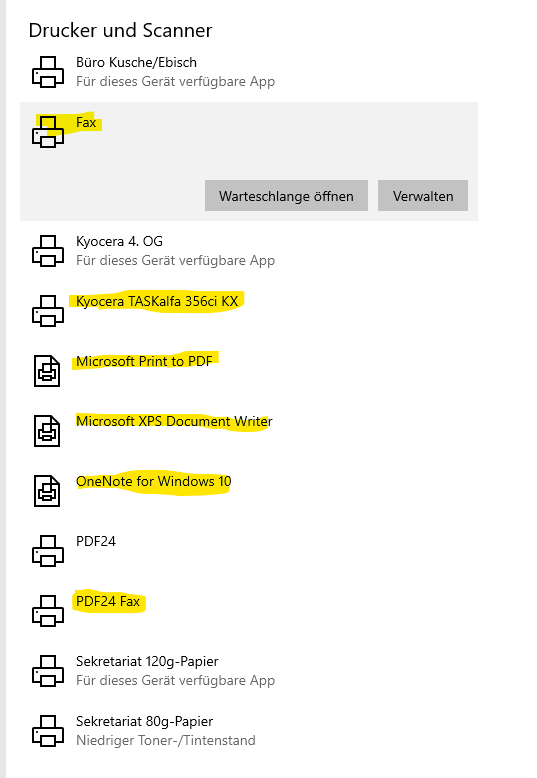 Drucker und Scanner
Büro Kusche/Ebisch
Für dieses Gerät verfügbare App
Fax
Warteschlange öffnen
Verwalten
Kyocera 4. OG
Für dieses Gerät verfügbare App
Kyocera TASKalfa 356ci KX
Microsoft Print to PDF
Microsoft XPS Document Writer
OneNote for Windows 10
PDF24
PDF24 Fax
Sekretariat 120g-Papier
Für dieses Gerät verfügbare App
Sekretariat 80g-Papier
Niedriger Toner-/Tintenstand